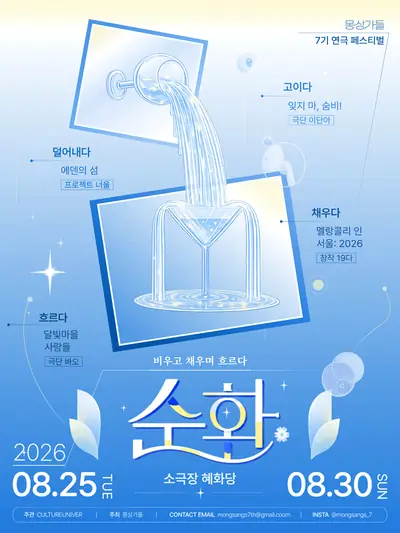 몽상가들
7기 연극 페스티벌
고이다
잊지 마, 숨비!
극단 이단아
덜어내다
에덴의 섬
프로젝트 너울
채우다
멜랑콜리 인
서울: 2026
창작 19다
흐르다
달빛마을
사람들
극단 바오
비우고 채우며 흐르다
순환
소극장 혜화당
2026
08.25 TUE
08.30 SUN
주관 CULTUREUNIVER | 주최 몽상가들 | CONTACT EMAIL mongsangs7th@gmail.coom | INSTA @mongsangs_7